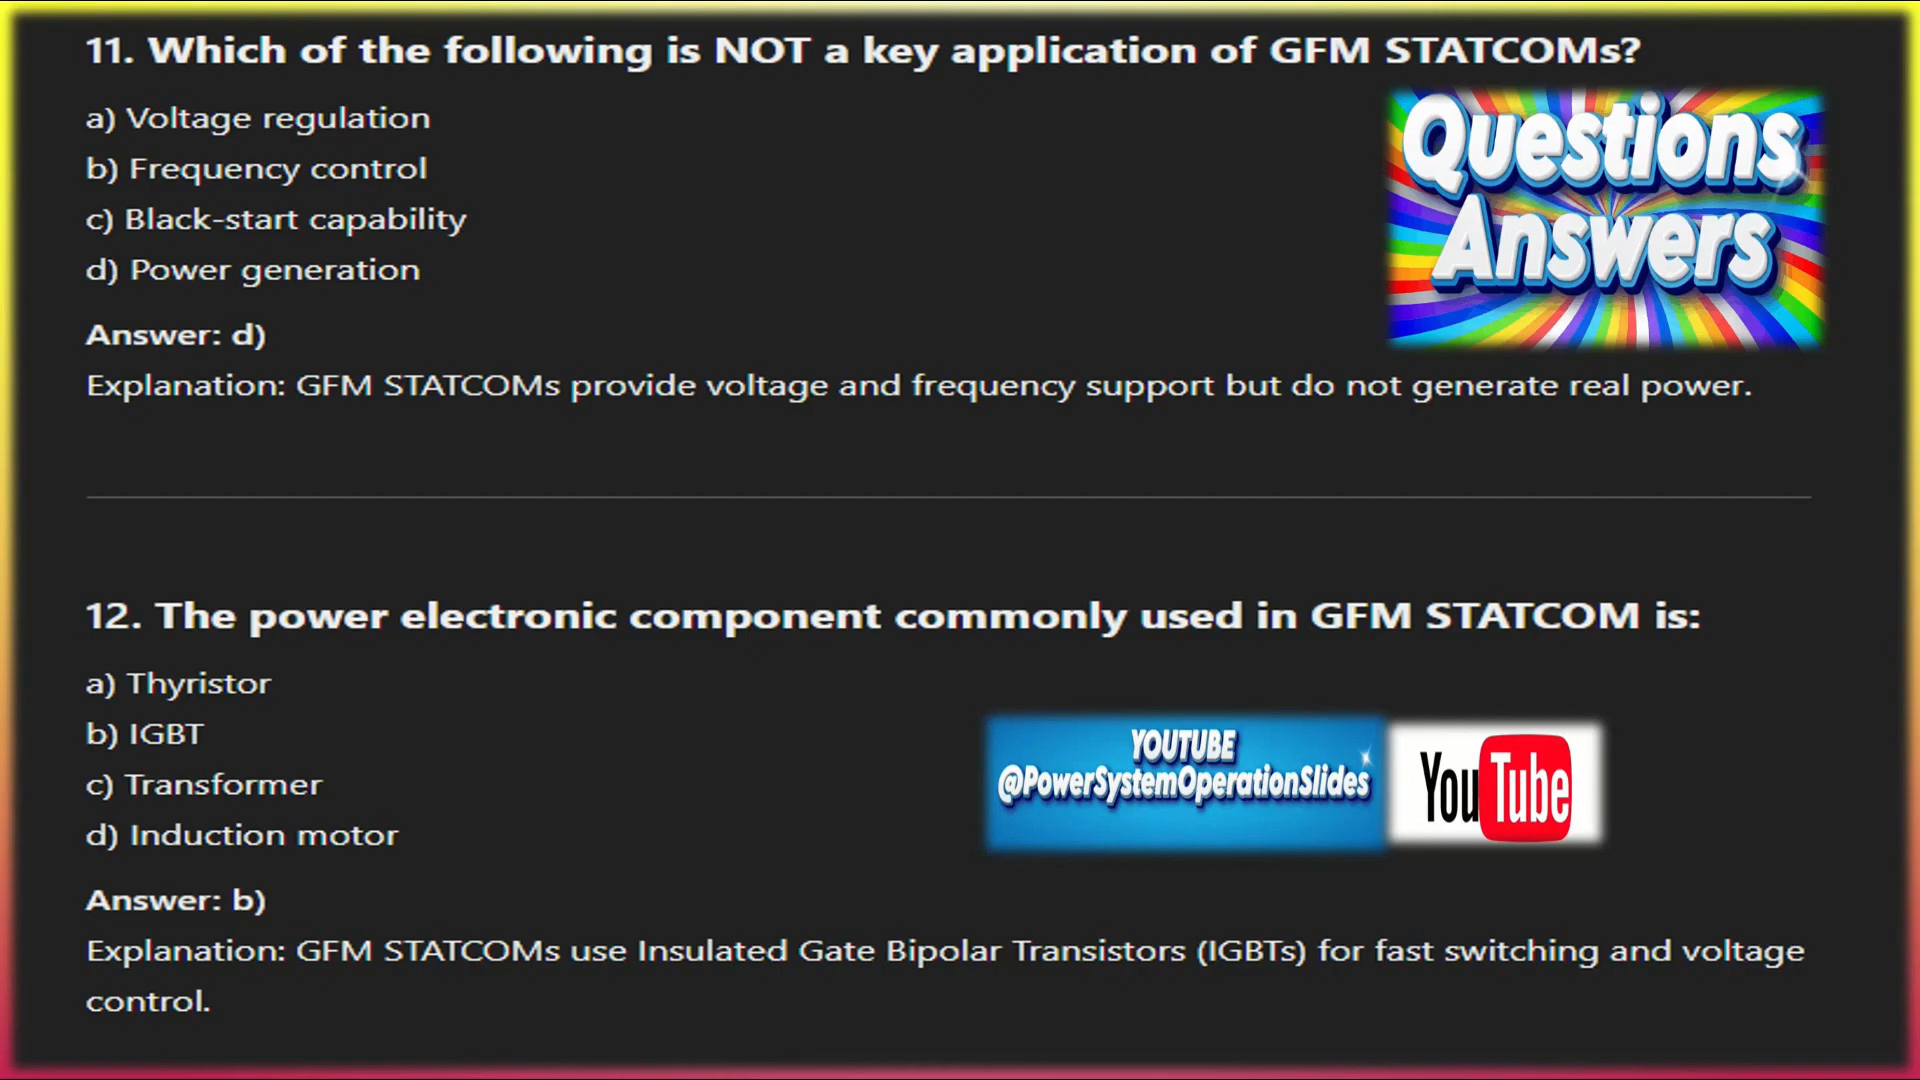 11. Which of the following is NOT a key application of GFM STATCOMs?
a) Voltage regulation
b) Frequency control
c) Black-start capability
d) Power generation
Answer: d)
Explanation: GFM STATCOMs provide voltage and frequency support but do not generate real power.
Questions
Answers
12. The power electronic component commonly used in GFM STATCOM is:
a) Thyristor
b) IGBT
c) Transformer
d) Induction motor
YOUTUBE
@PowerSystemOperationSlides
YouTube
Answer: b)
Explanation: GFM STATCOMs use Insulated Gate Bipolar Transistors (IGBTs) for fast switching and voltage
control.